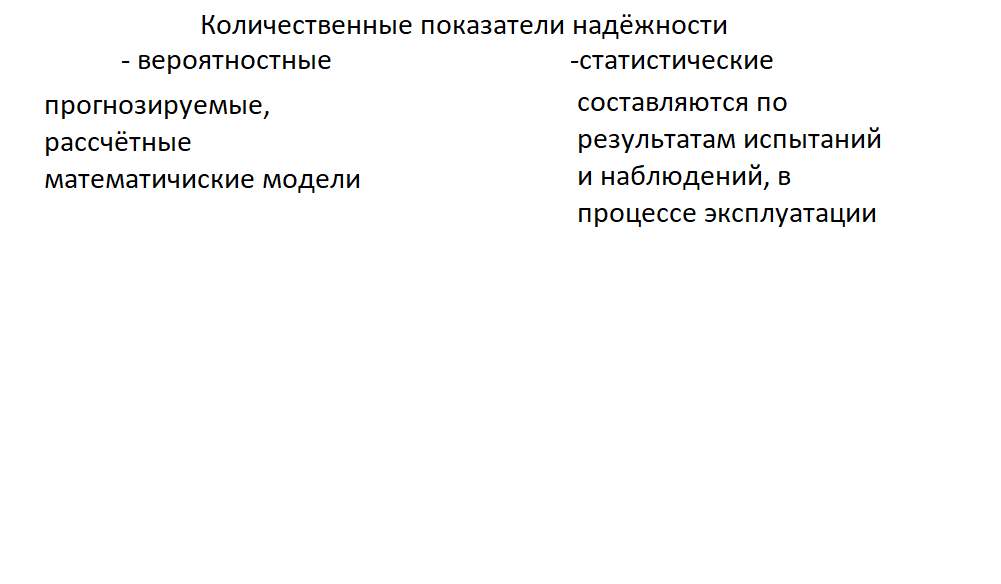 Количественные показатели надёжности
- вероятностные
прогнозируемые,
рассчётные
математичиские модели
-статистические
составляются по
результатам испытаний
и наблюдений, в
процессе эксплуатации